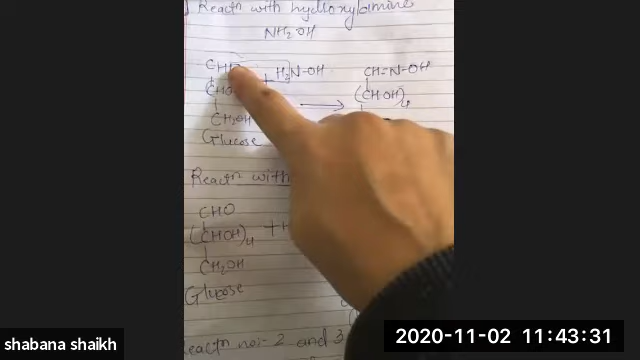 Reactn with hydroxylamine
NH2OH
CHO + H2N-OH CH=N-OH
CHO (CHOH)4
CH2OH
Glucose
Reactn with
CHO
(CHOH)4 + H
CH2OH
Glucose
Reactn no:- 2 and 3
shabana shaikh
2020-11-02 11:43:31